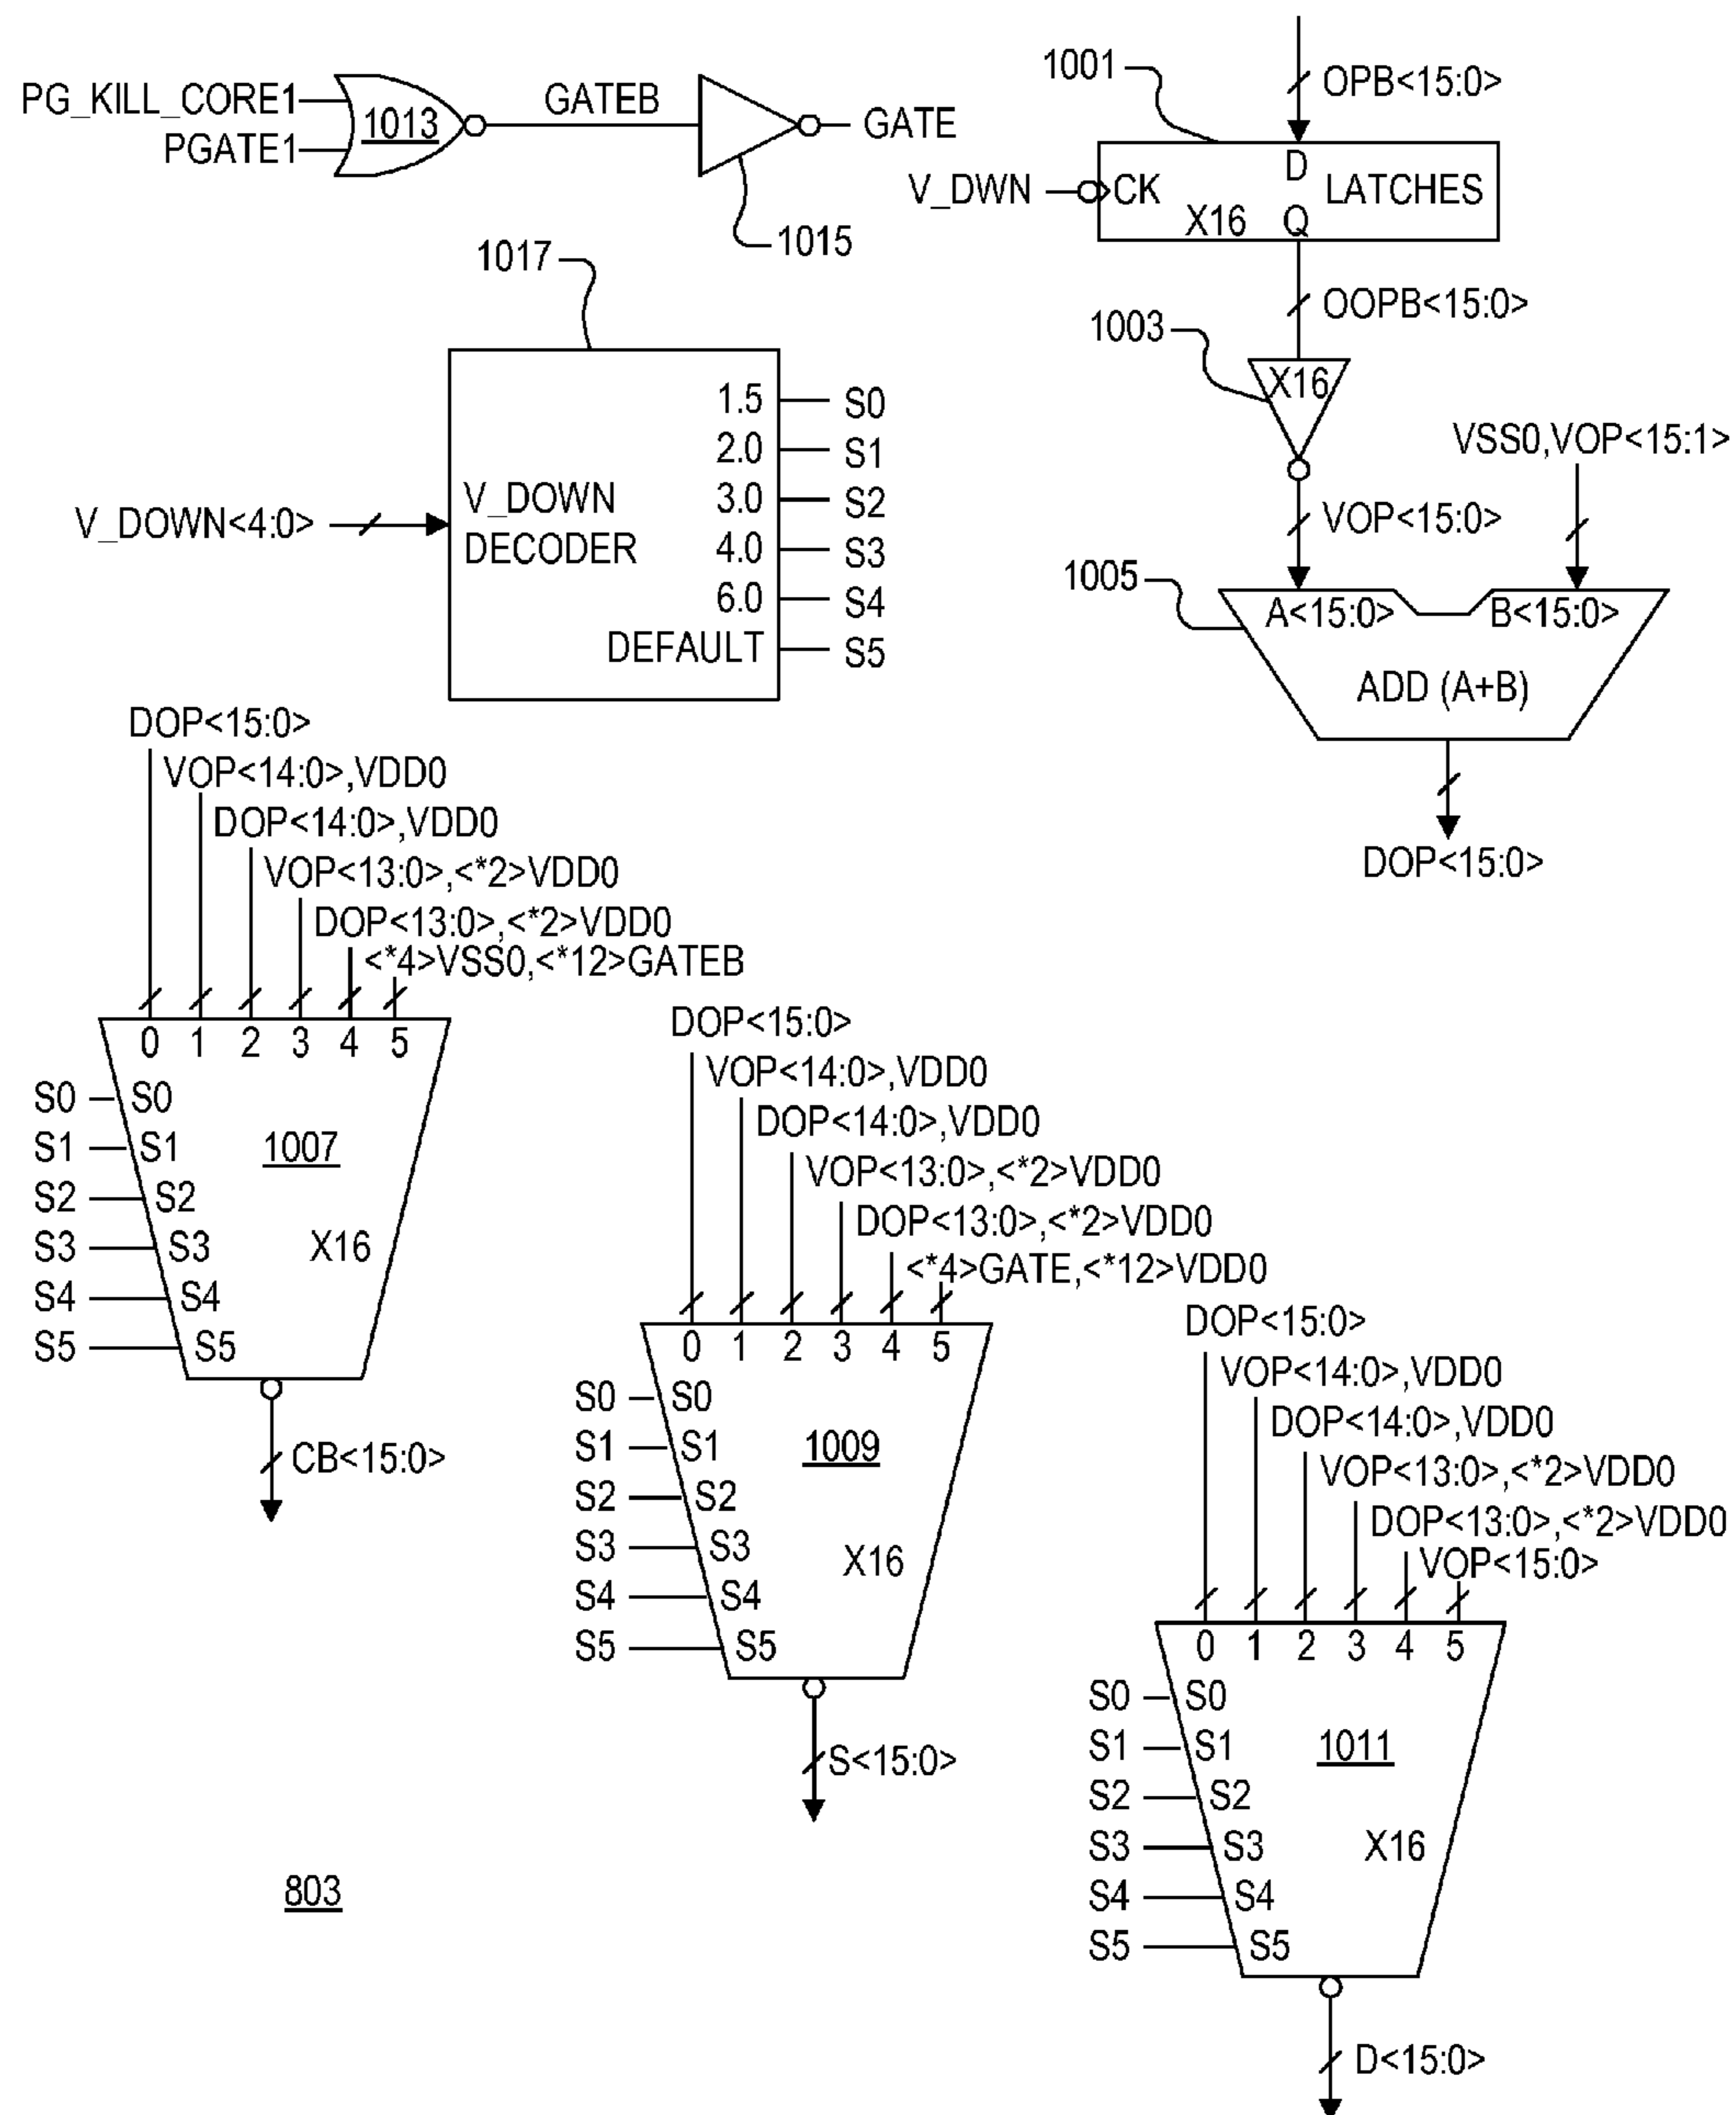 PG_KILL_CORE1
PGATE1
1013
GATEB
GATE
1015
1001
OPB<15:0>
V_DWN
CK
D
LATCHES
X16
Q
OOPB<15:0>
1003
X16
VOP<15:0>
VSS0,VOP<15:1>
1005
A<15:0>
B<15:0>
ADD (A+B)
DOP<15:0>
1017
V_DOWN<4:0>
V_DOWN
DECODER
1.5
S0
2.0
S1
3.0
S2
4.0
S3
6.0
S4
DEFAULT
S5
DOP<15:0>
VOP<14:0>,VDD0
DOP<14:0>,VDD0
VOP<13:0>,<*2>VDD0
DOP<13:0>,<*2>VDD0
<*4>VSS0,<*12>GATEB
0 1 2 3 4 5
S0 S0
S1 S1
S2 S2
S3 S3
S4 S4
S5 S5
1007
X16
CB<15:0>
DOP<15:0>
VOP<14:0>,VDD0
DOP<14:0>,VDD0
VOP<13:0>,<*2>VDD0
DOP<13:0>,<*2>VDD0
<*4>GATE,<*12>VDD0
0 1 2 3 4 5
S0 S0
S1 S1
S2 S2
S3 S3
S4 S4
S5 S5
1009
X16
S<15:0>
DOP<15:0>
VOP<14:0>,VDD0
DOP<14:0>,VDD0
VOP<13:0>,<*2>VDD0
DOP<13:0>,<*2>VDD0
VOP<15:0>
0 1 2 3 4 5
S0 S0
S1 S1
S2 S2
S3 S3
S4 S4
S5 S5
1011
X16
D<15:0>
803